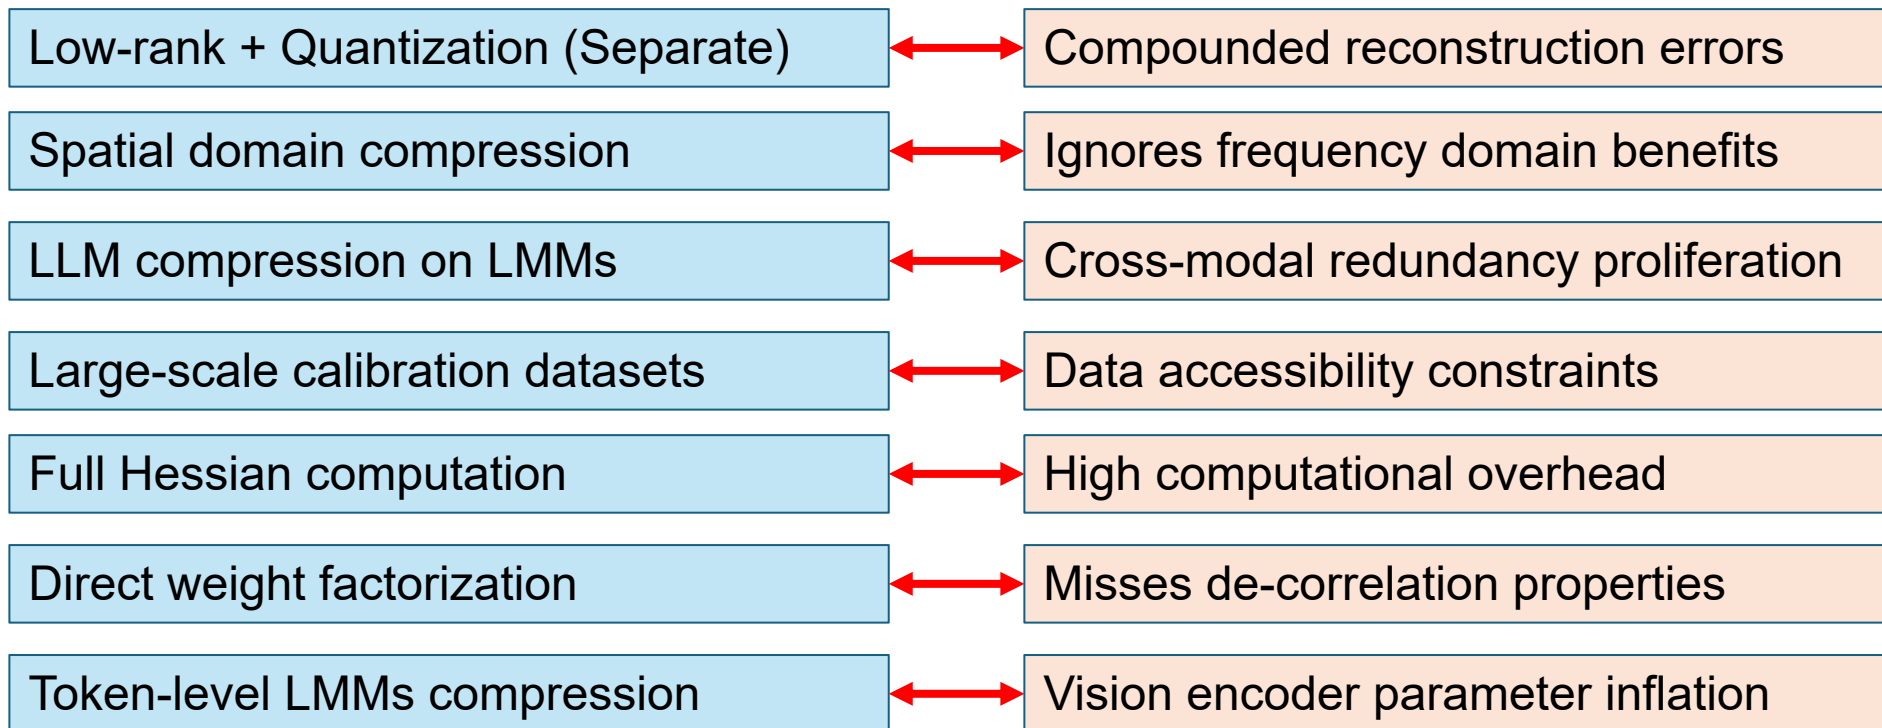 Low-rank + Quantization (Separate)
Compounded reconstruction errors
Spatial domain compression
Ignores frequency domain benefits
LLM compression on LMMs
Cross-modal redundancy proliferation
Large-scale calibration datasets
Data accessibility constraints
Full Hessian computation
High computational overhead
Direct weight factorization
Misses de-correlation properties
Token-level LMMs compression
Vision encoder parameter inflation